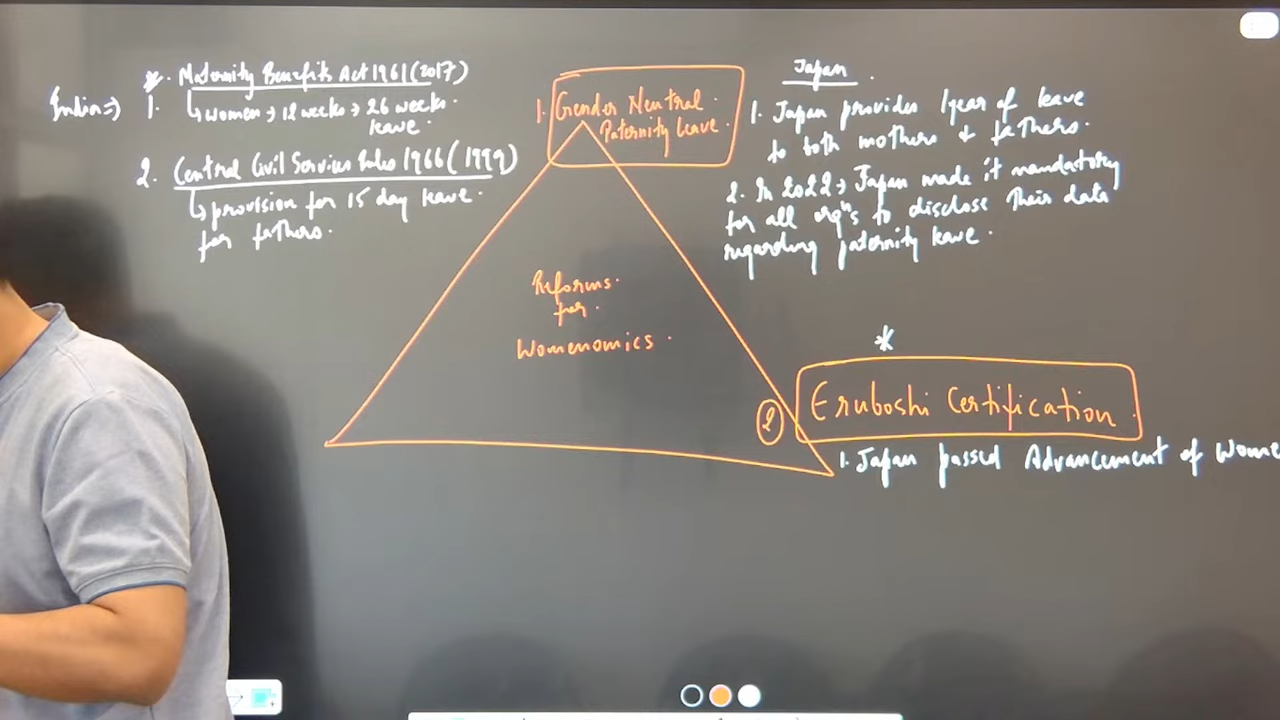 * . Maternity Benefits Act 1961 (2017)
India => 1. ↳ women → 12 weeks → 26 weeks
leave.
2. Central Civil Services Rules 1966 (1999)
↳ provision for 15 day leave.
for fathers.
1. Gender Neutral
Paternity leave.
Japan
1. Japan provides 1 year of leave
to both mothers & fathers.
2. In 2022 → Japan made it mandatory
for all orgⁿs to disclose their data
regarding paternity leave.
Reforms
for
Womenomics
*
2 Eruboshi Certification
1. Japan passed Advancement of Wome